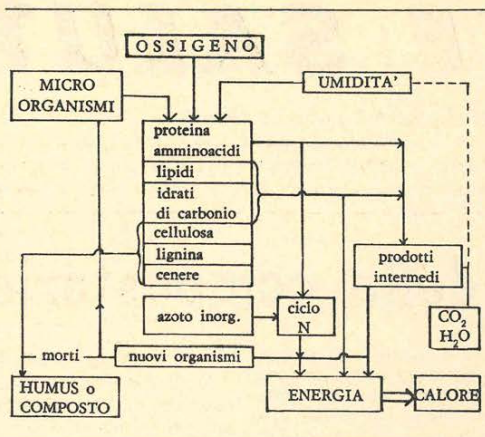 OSSIGENO
MICRO
ORGANISMI
UMIDITA'
proteina
amminoacidi
lipidi
idrati
di carbonio
cellulosa
lignina
cenere
prodotti
intermedi
azoto inorg.
ciclo
N
CO₂
H₂O
morti
nuovi organismi
HUMUS o
COMPOSTO
ENERGIA
CALORE